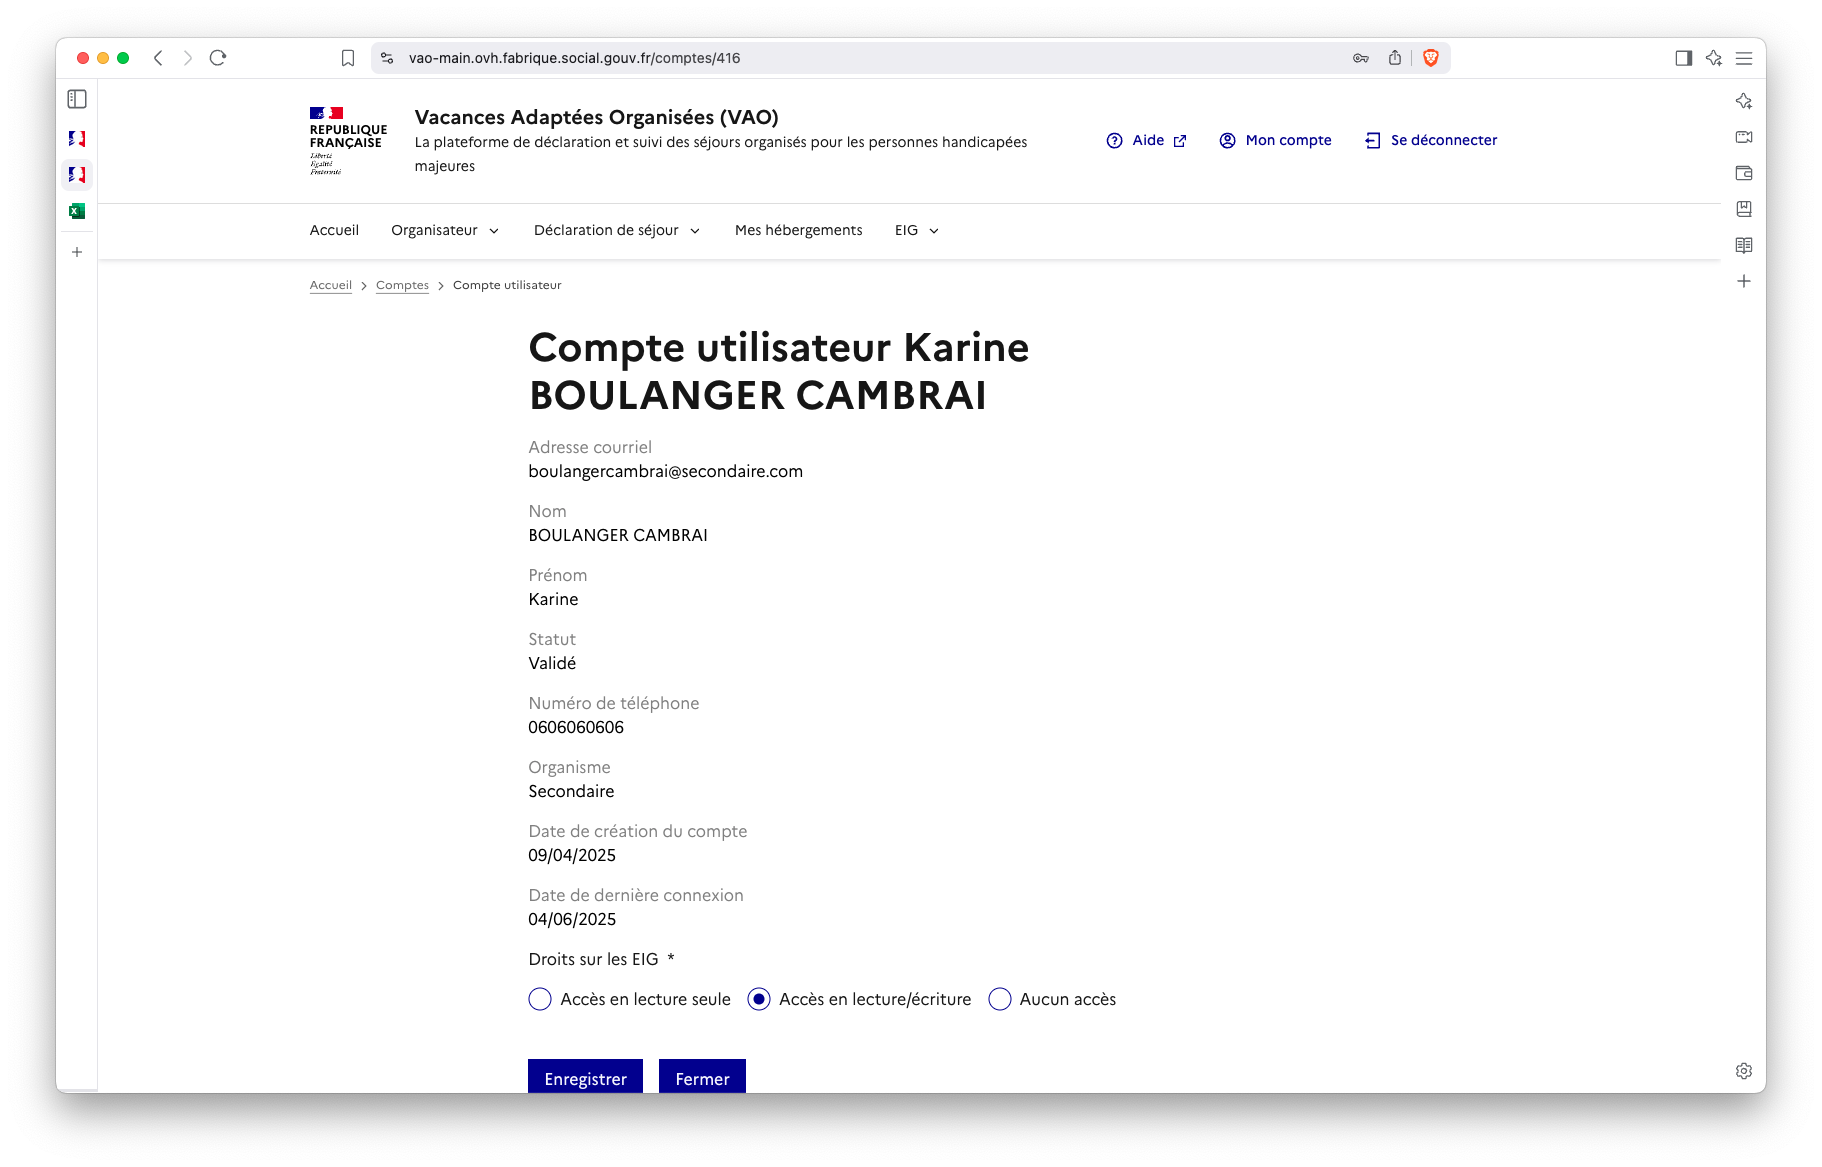 vao-main.ovh.fabrique.social.gouv.fr/comptes/416
REPUBLIQUE
FRANÇAISE
Liberté
Égalité
Fraternité
Vacances Adaptées Organisées (VAO)
La plateforme de déclaration et suivi des séjours organisés pour les personnes handicapées
majeures
Aide
Mon compte
Se déconnecter
Accueil
Organisateur
Déclaration de séjour
Mes hébergements
EIG
Accueil > Comptes > Compte utilisateur
Compte utilisateur Karine
BOULANGER CAMBRAI
Adresse courriel
boulangercambrai@secondaire.com
Nom
BOULANGER CAMBRAI
Prénom
Karine
Statut
Validé
Numéro de téléphone
0606060606
Organisme
Secondaire
Date de création du compte
09/04/2025
Date de dernière connexion
04/06/2025
Droits sur les EIG *
Accès en lecture seule
Accès en lecture/écriture
Aucun accès
Enregistrer
Fermer